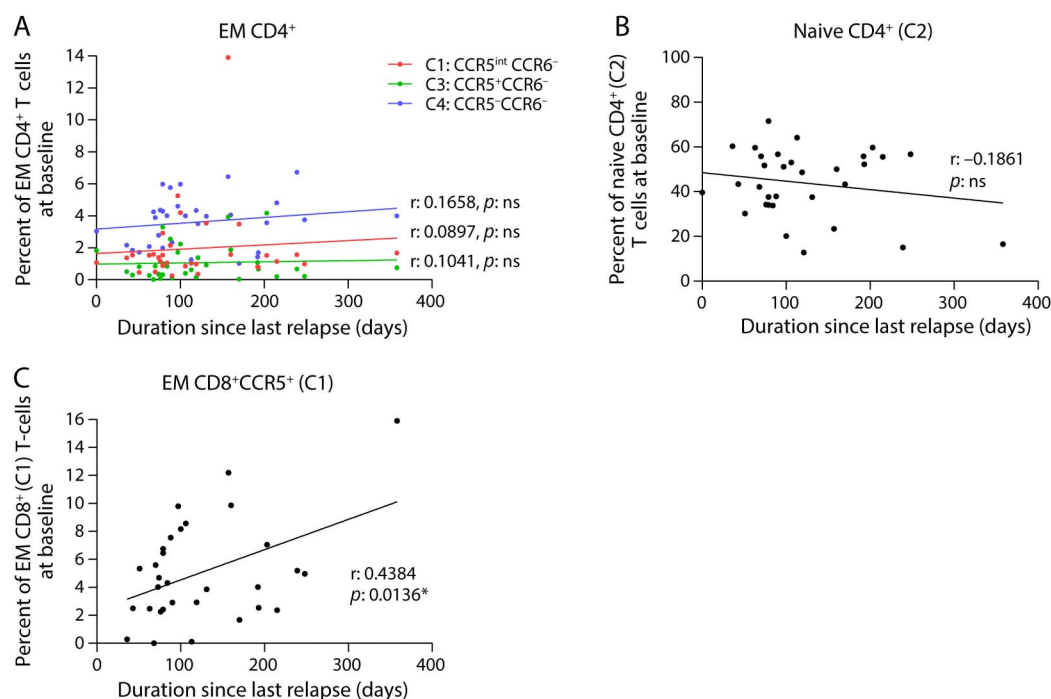 A
EM CD4⁺
14
12
10
8
6
4
2
0
Percent of EM CD4⁺ T cells
at baseline
C1: CCR5ⁱⁿᵗ CCR6⁻
C3: CCR5⁺CCR6⁻
C4: CCR5⁻CCR6⁻
r: 0.1658, p: ns
r: 0.0897, p: ns
r: 0.1041, p: ns
0 100 200 300 400
Duration since last relapse (days)
B
Naive CD4⁺ (C2)
100
80
60
40
20
0
Percent of naive CD4⁺ (C2)
T cells at baseline
r: –0.1861
p: ns
0 100 200 300 400
Duration since last relapse (days)
C
EM CD8⁺CCR5⁺ (C1)
16
14
12
10
8
6
4
2
0
Percent of EM CD8⁺ (C1) T-cells
at baseline
r: 0.4384
p: 0.0136*
0 100 200 300 400
Duration since last relapse (days)